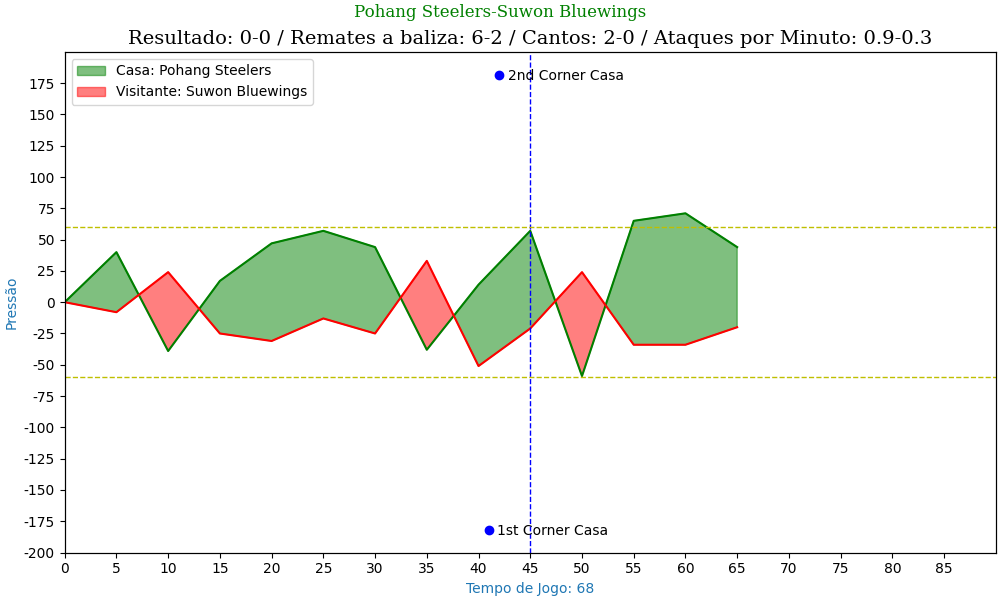 Pohang Steelers-Suwon Bluewings
Resultado: 0-0 / Remates a baliza: 6-2 / Cantos: 2-0 / Ataques por Minuto: 0.9-0.3
Casa: Pohang Steelers
Visitante: Suwon Bluewings
2nd Corner Casa
1st Corner Casa
Pressão
175
150
125
100
75
50
25
0
-25
-50
-75
-100
-125
-150
-175
-200
0 5 10 15 20 25 30 35 40 45 50 55 60 65 70 75 80 85
Tempo de Jogo: 68